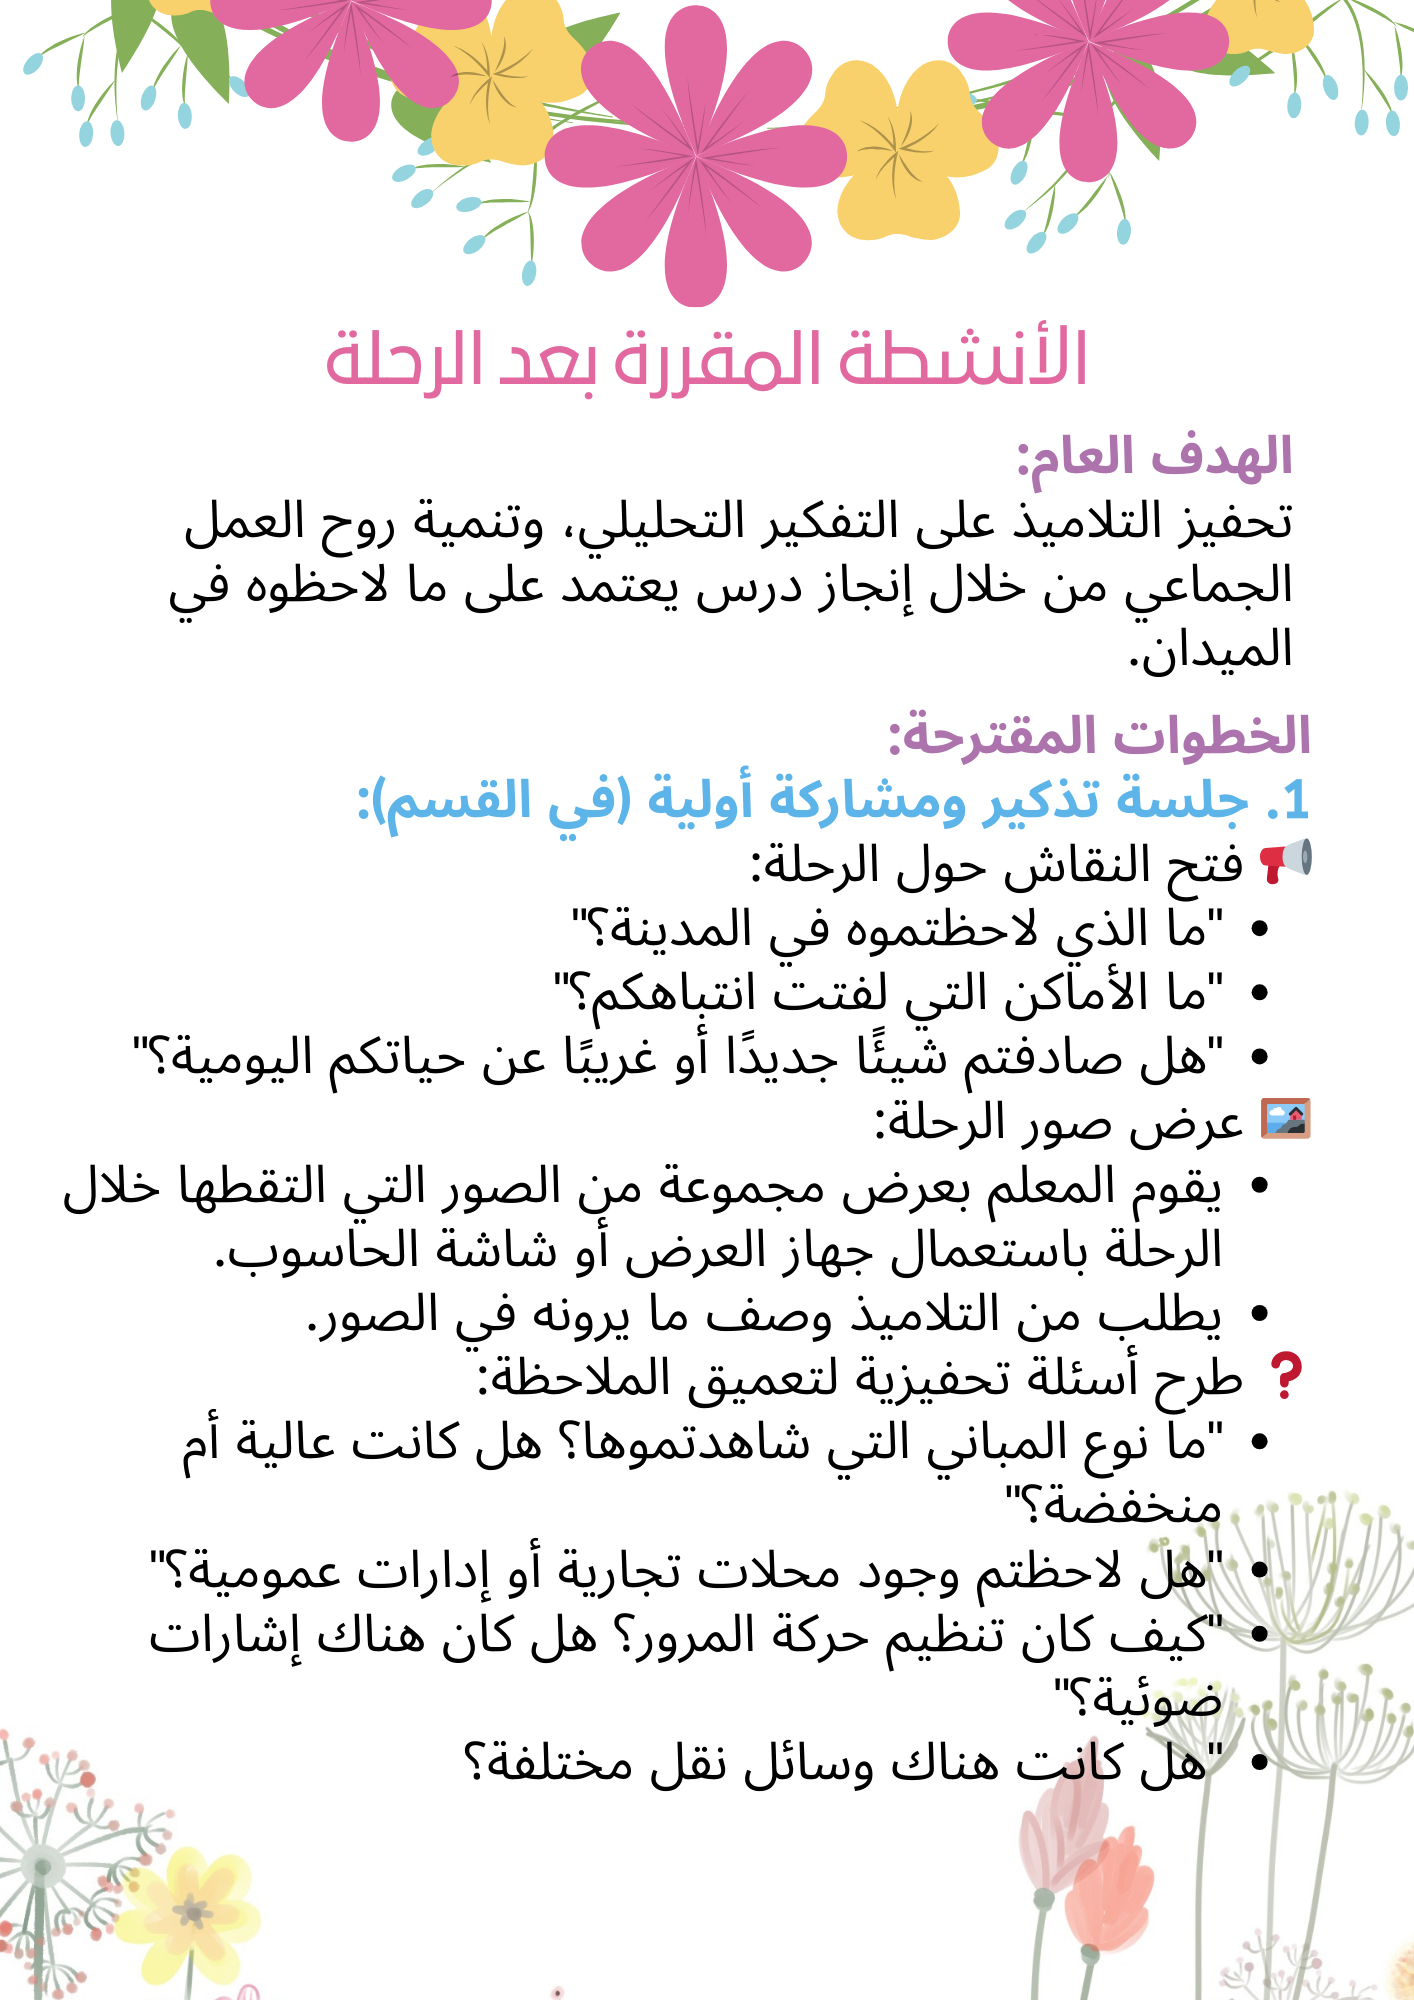 الأنشطة المقررة بعد الرحلة
الهدف العام:
تحفيز التلاميذ على التفكير التحليلي، وتنمية روح العمل
الجماعي من خلال إنجاز درس يعتمد على ما لاحظوه في
الميدان.
الخطوات المقترحة:
1. جلسة تذكير ومشاركة أولية (في القسم):
📢 فتح النقاش حول الرحلة:
• "ما الذي لاحظتموه في المدينة؟"
• "ما الأماكن التي لفتت انتباهكم؟"
• "هل صادفتم شيئًا جديدًا أو غريبًا عن حياتكم اليومية؟"
🖼 عرض صور الرحلة:
• يقوم المعلم بعرض مجموعة من الصور التي التقطها خلال
الرحلة باستعمال جهاز العرض أو شاشة الحاسوب.
• يطلب من التلاميذ وصف ما يرونه في الصور.
❓ طرح أسئلة تحفيزية لتعميق الملاحظة:
• "ما نوع المباني التي شاهدتموها؟ هل كانت عالية أم
منخفضة؟"
• "هل لاحظتم وجود محلات تجارية أو إدارات عمومية؟"
• "كيف كان تنظيم حركة المرور؟ هل كان هناك إشارات
ضوئية؟"
• "هل كانت هناك وسائل نقل مختلفة؟